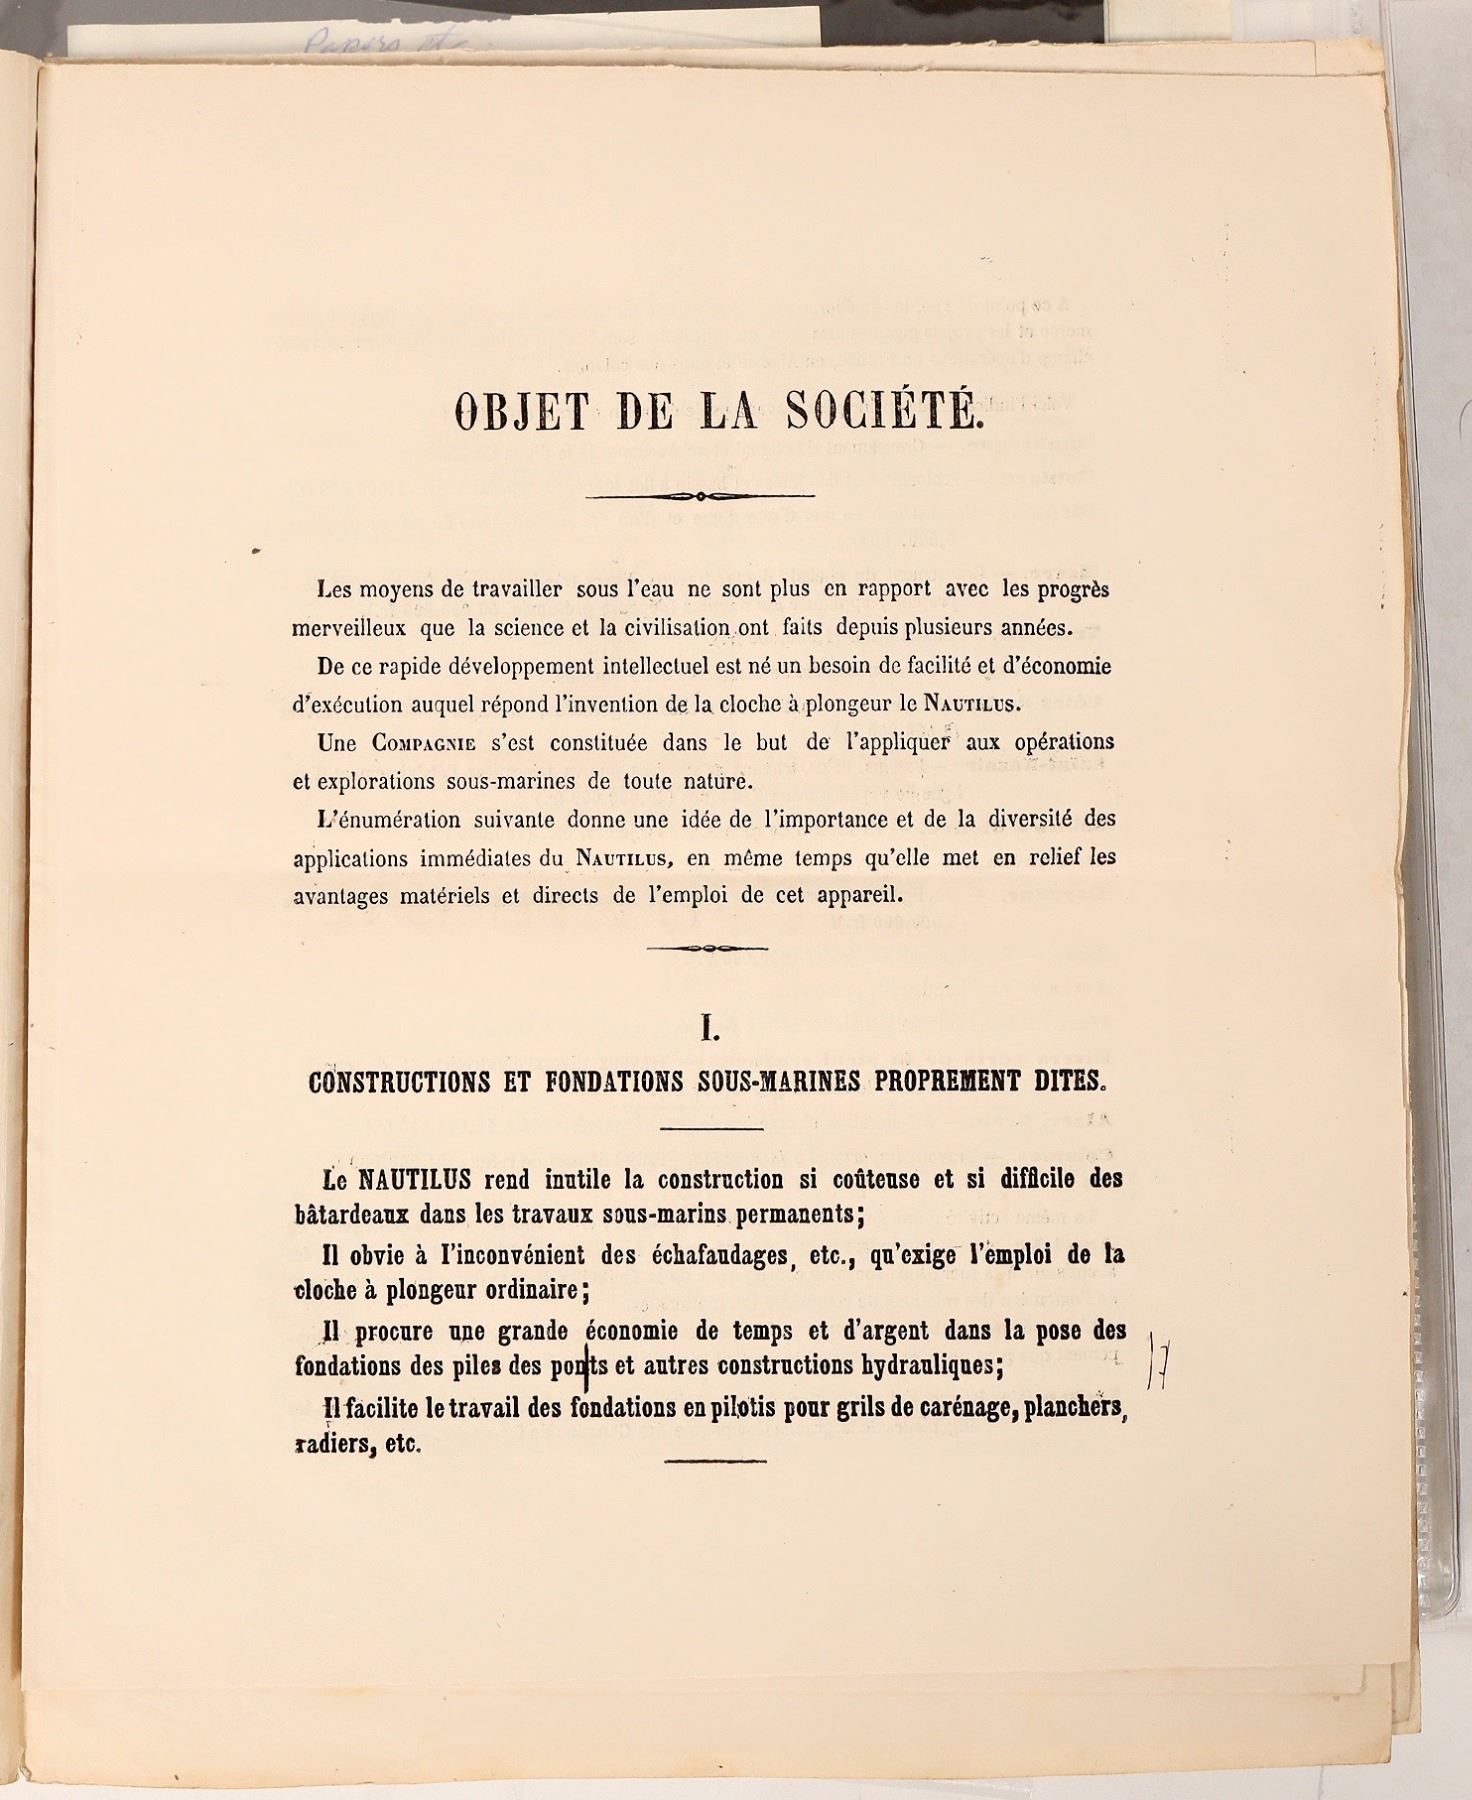 Papers etc
OBJET DE LA SOCIÉTÉ.
Les moyens de travailler sous l'eau ne sont plus en rapport avec les progrès
merveilleux que la science et la civilisation ont faits depuis plusieurs années.
De ce rapide développement intellectuel est né un besoin de facilité et d'économie
d'exécution auquel répond l'invention de la cloche à plongeur le NAUTILUS.
Une COMPAGNIE s'est constituée dans le but de l'appliquer aux opérations
et explorations sous-marines de toute nature.
L'énumération suivante donne une idée de l'importance et de la diversité des
applications immédiates du NAUTILUS, en même temps qu'elle met en relief les
avantages matériels et directs de l'emploi de cet appareil.
I.
CONSTRUCTIONS ET FONDATIONS SOUS-MARINES PROPREMENT DITES.
Le NAUTILUS rend inutile la construction si coûteuse et si difficile des
bâtardeaux dans les travaux sous-marins permanents;
Il obvie à l'inconvénient des échafaudages, etc., qu'exige l'emploi de la
cloche à plongeur ordinaire;
Il procure une grande économie de temps et d'argent dans la pose des
fondations des piles des ponts et autres constructions hydrauliques;
Il facilite le travail des fondations en pilotis pour grils de carénage, planchers,
radiers, etc.